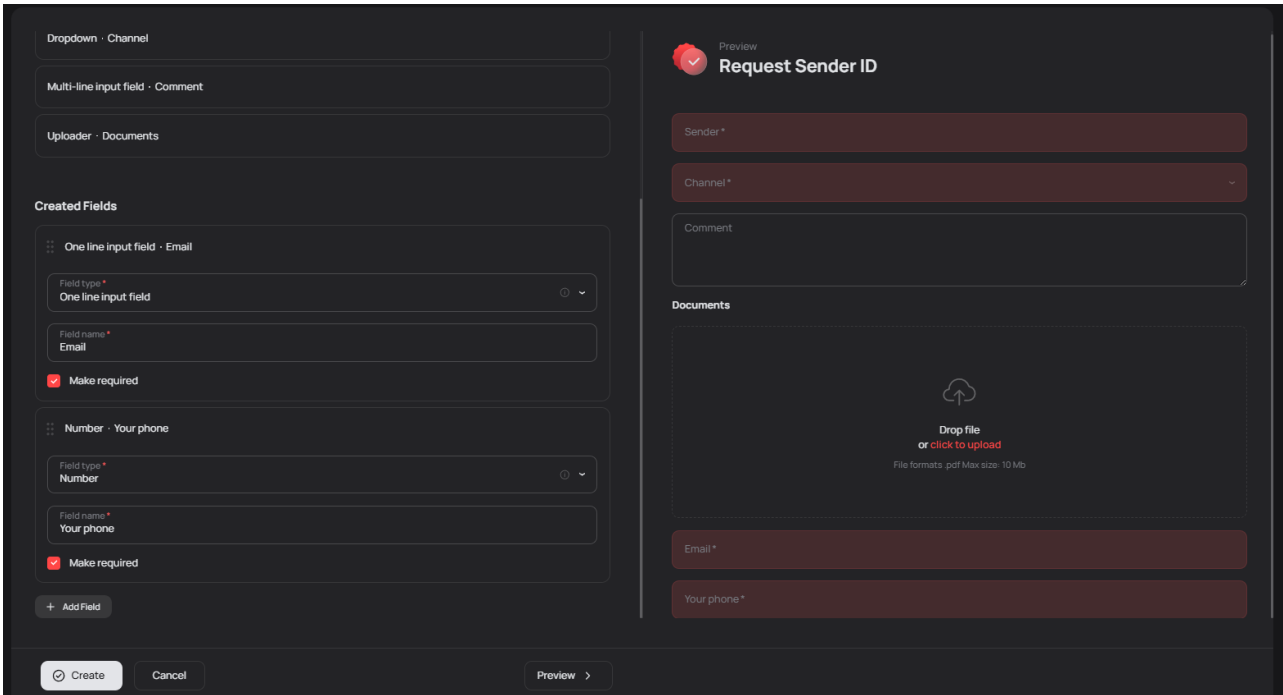 Dropdown · Channel
Multi-line input field · Comment
Uploader · Documents
Created Fields
One line input field · Email
Field type *
One line input field
Field name *
Email
Make required
Number · Your phone
Field type *
Number
Field name *
Your phone
Make required
+ Add Field
Create
Cancel
Preview
Preview
Request Sender ID
Sender *
Channel *
Comment
Documents
Drop file
or click to upload
File formats .pdf Max size: 10 Mb
Email *
Your phone *